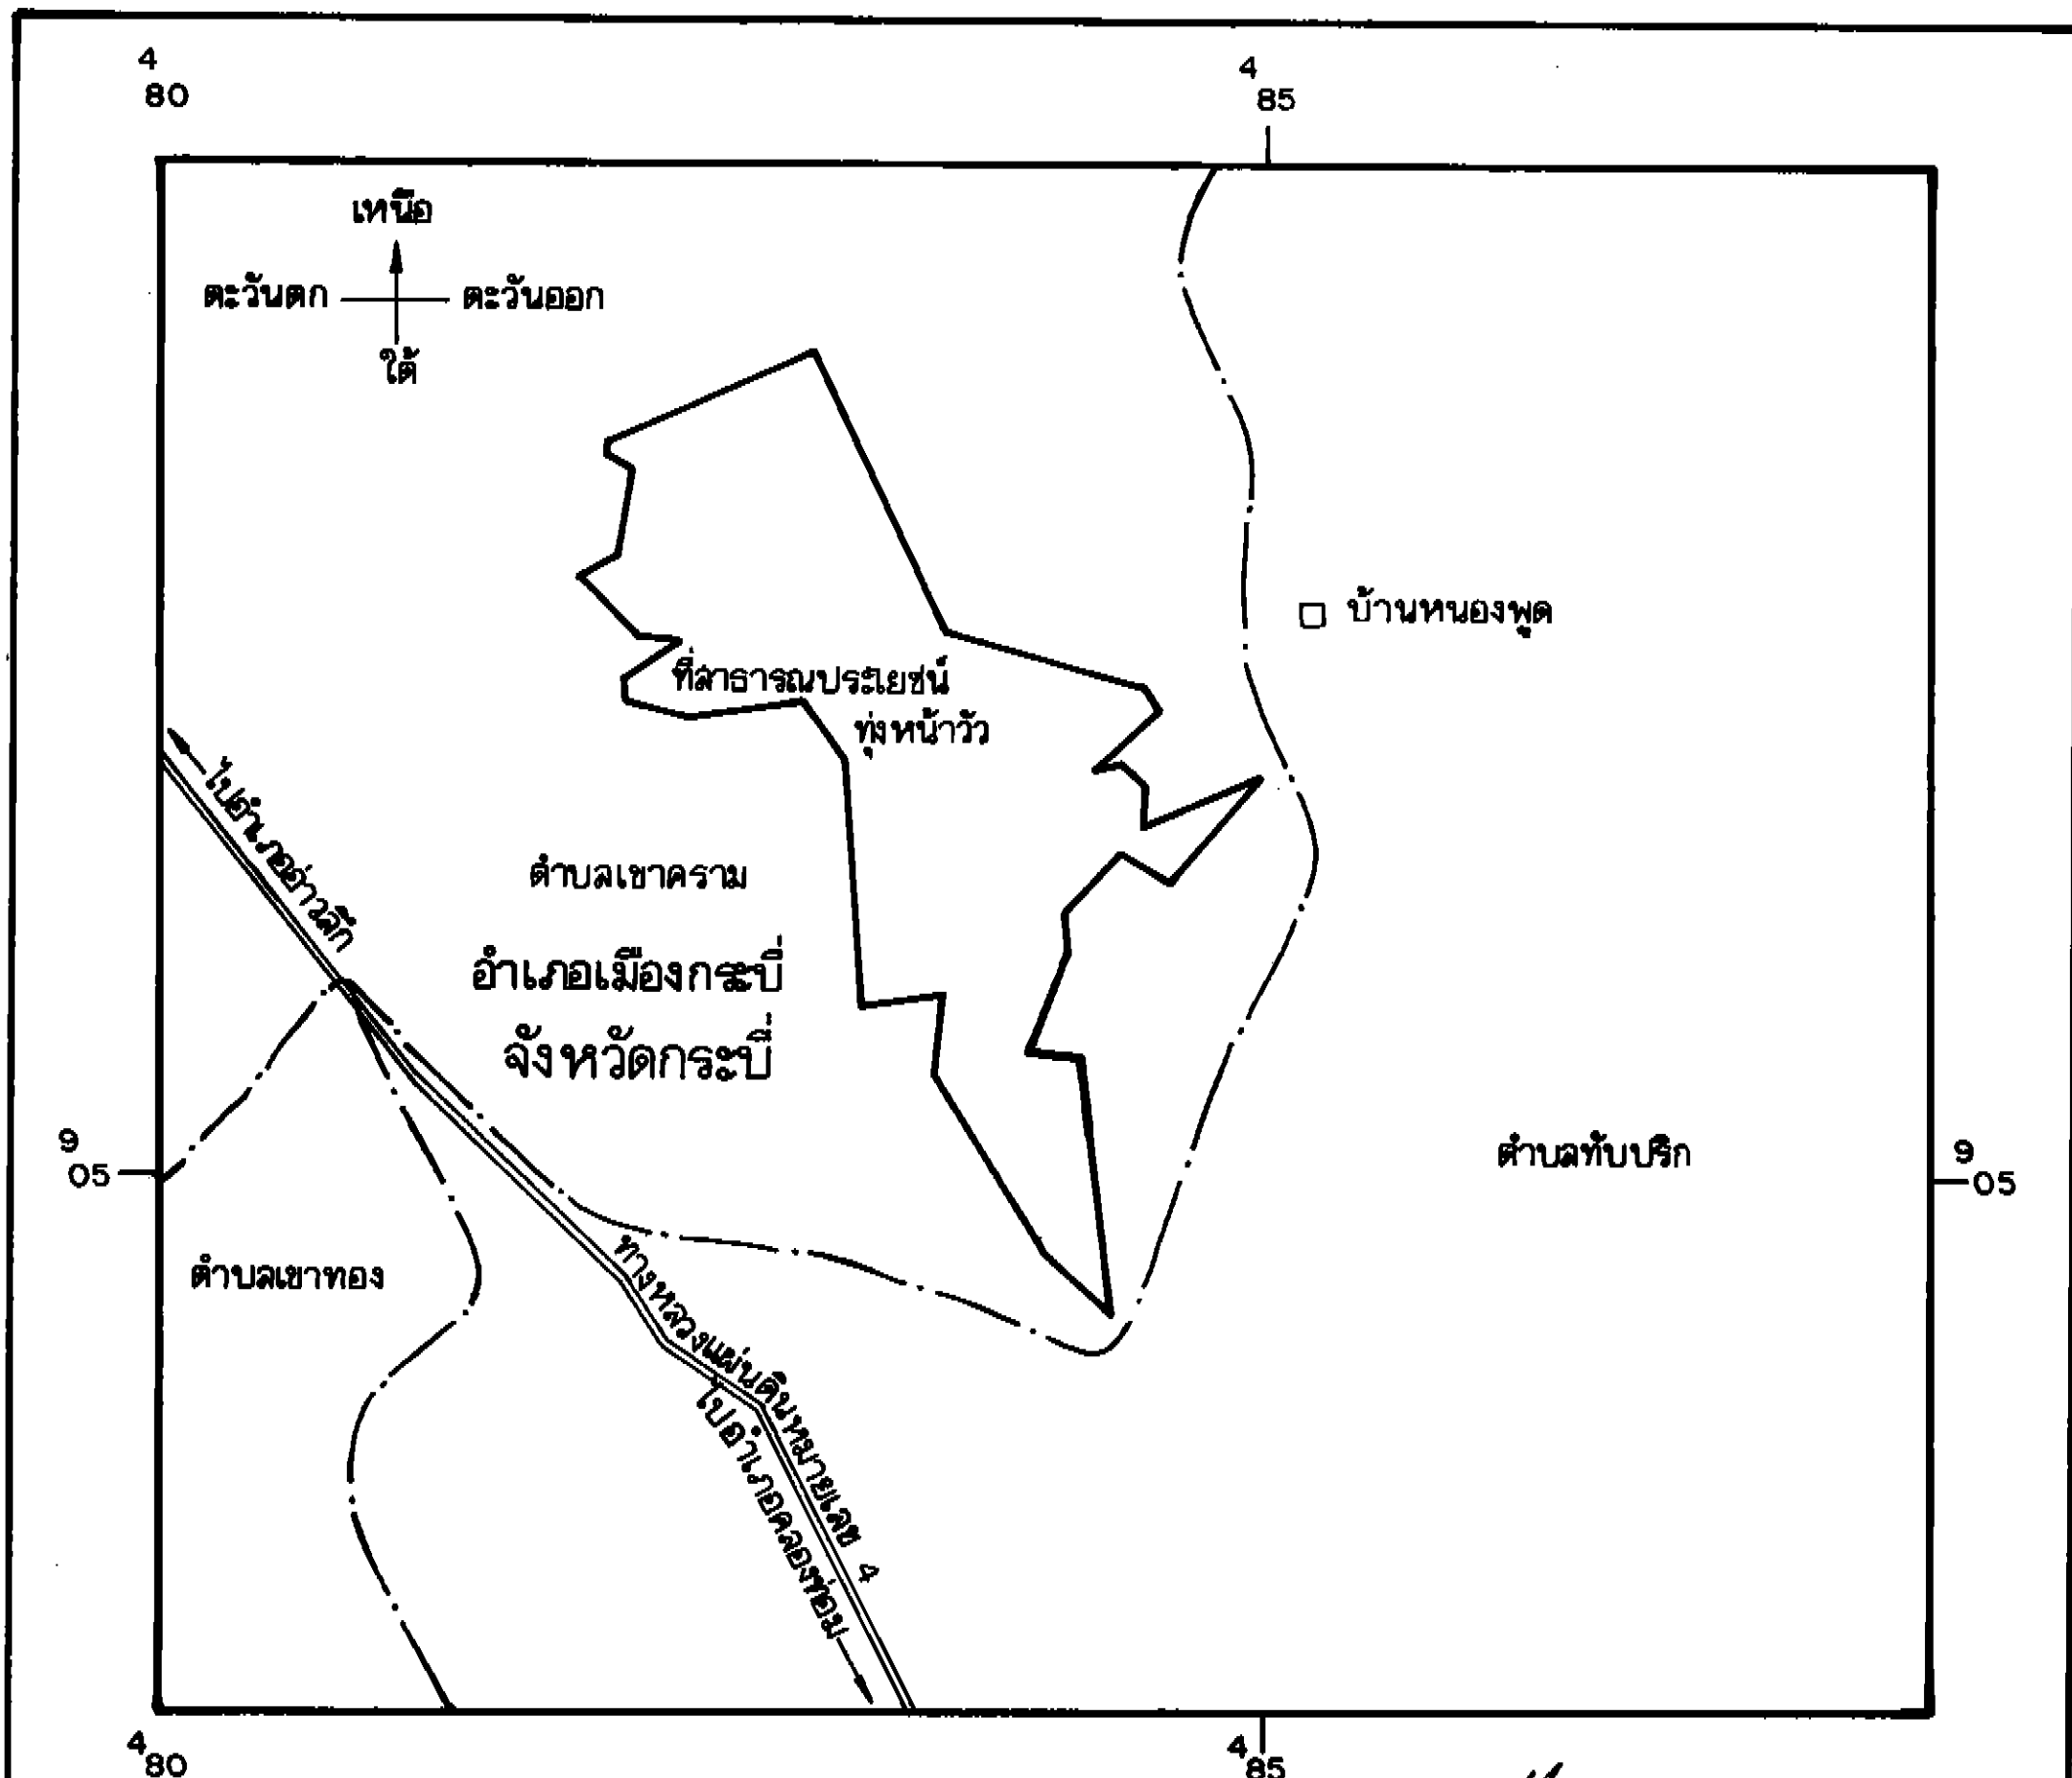 4 4
80 85
เหนือ
ตะวันตก ตะวันออก
ใต้
บ้านหนองพูด
ที่สาธารณประโยชน์
ทุ่งหน้าวัว
ไปอำเภออ่าวลึก
ตำบลเขาคราม
อำเภอเมืองกระบี่
จังหวัดกระบี่
9 9
05 05
ตำบลทับปริก
ตำบลเขาทอง
ทางหลวงแผ่นดินหมายเลข ๔
ไปอำเภอคลองท่อม
4 4
80 85